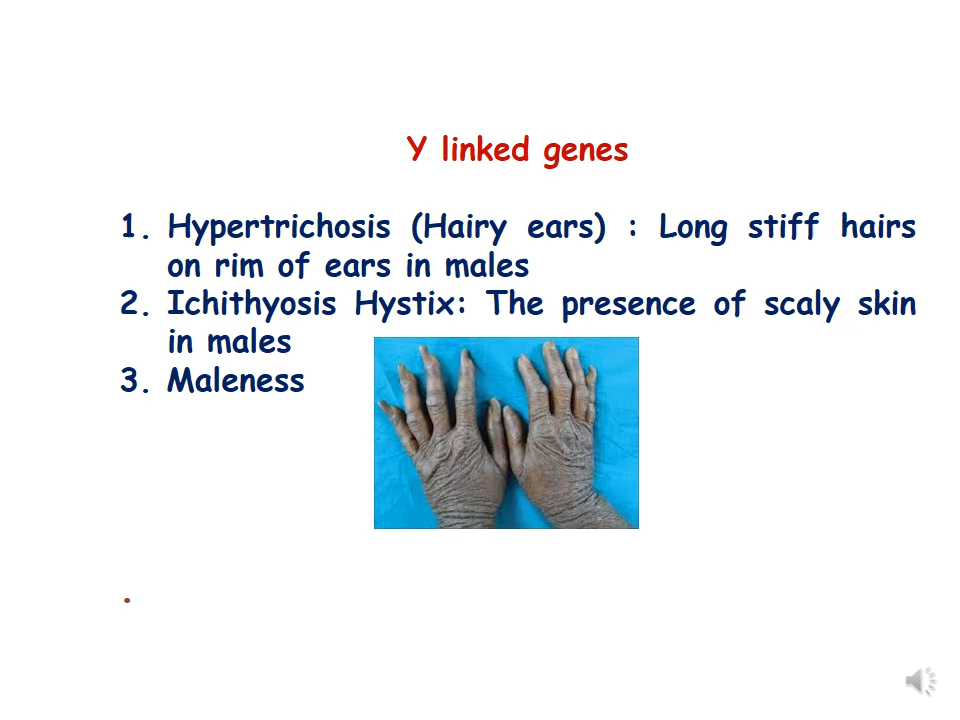 Y linked genes
1. Hypertrichosis (Hairy ears) : Long stiff hairs
on rim of ears in males
2. Ichithyosis Hystix: The presence of scaly skin
in males
3. Maleness